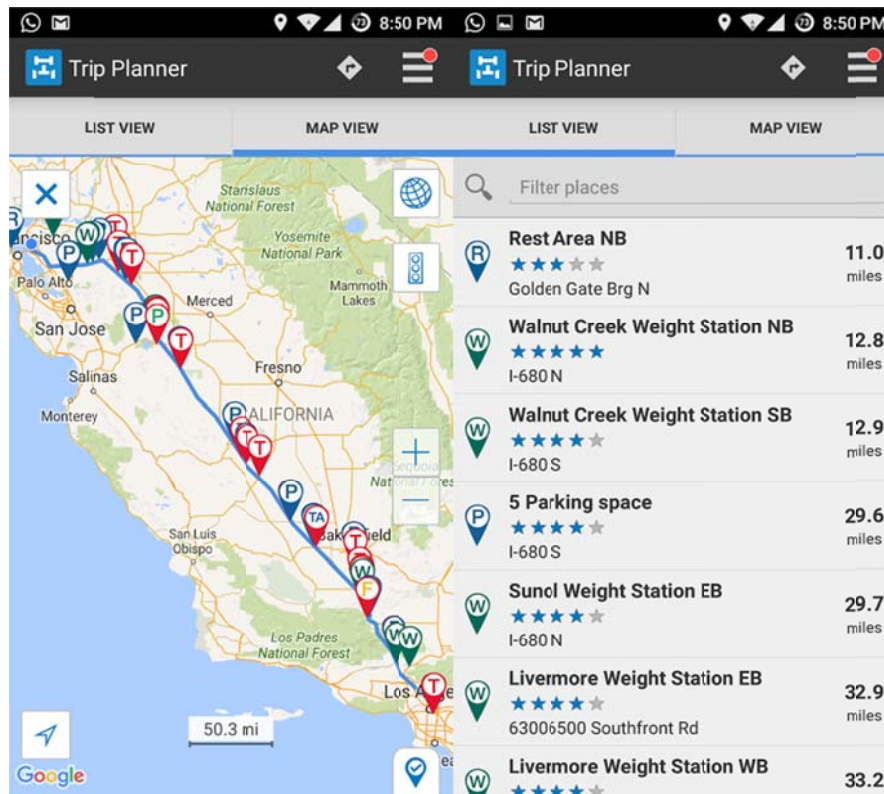 73 8:50 PM
Trip Planner
LIST VIEW MAP VIEW
Stanislaus
National Forest
Yosemite
National Park
Mammoth
Lakes
Palo Alto
Merced
San Jose
Fresno
Salinas
CALIFORNIA
Monterey
San Luis
Obispo
Los Padres
National Forest
50.3 mi
Google
R
W
T
P
TA
F
73 8:50 PM
Trip Planner
LIST VIEW MAP VIEW
Filter places
R
Rest Area NB
11.0
miles
Golden Gate Brg N
W
Walnut Creek Weight Station NB
12.8
miles
I-680 N
W
Walnut Creek Weight Station SB
12.9
miles
I-680 S
P
5 Parking space
29.6
miles
I-680 S
W
Sunol Weight Station EB
29.7
miles
I-680 N
W
Livermore Weight Station EB
32.9
miles
63006500 Southfront Rd
W
Livermore Weight Station WB
33.2